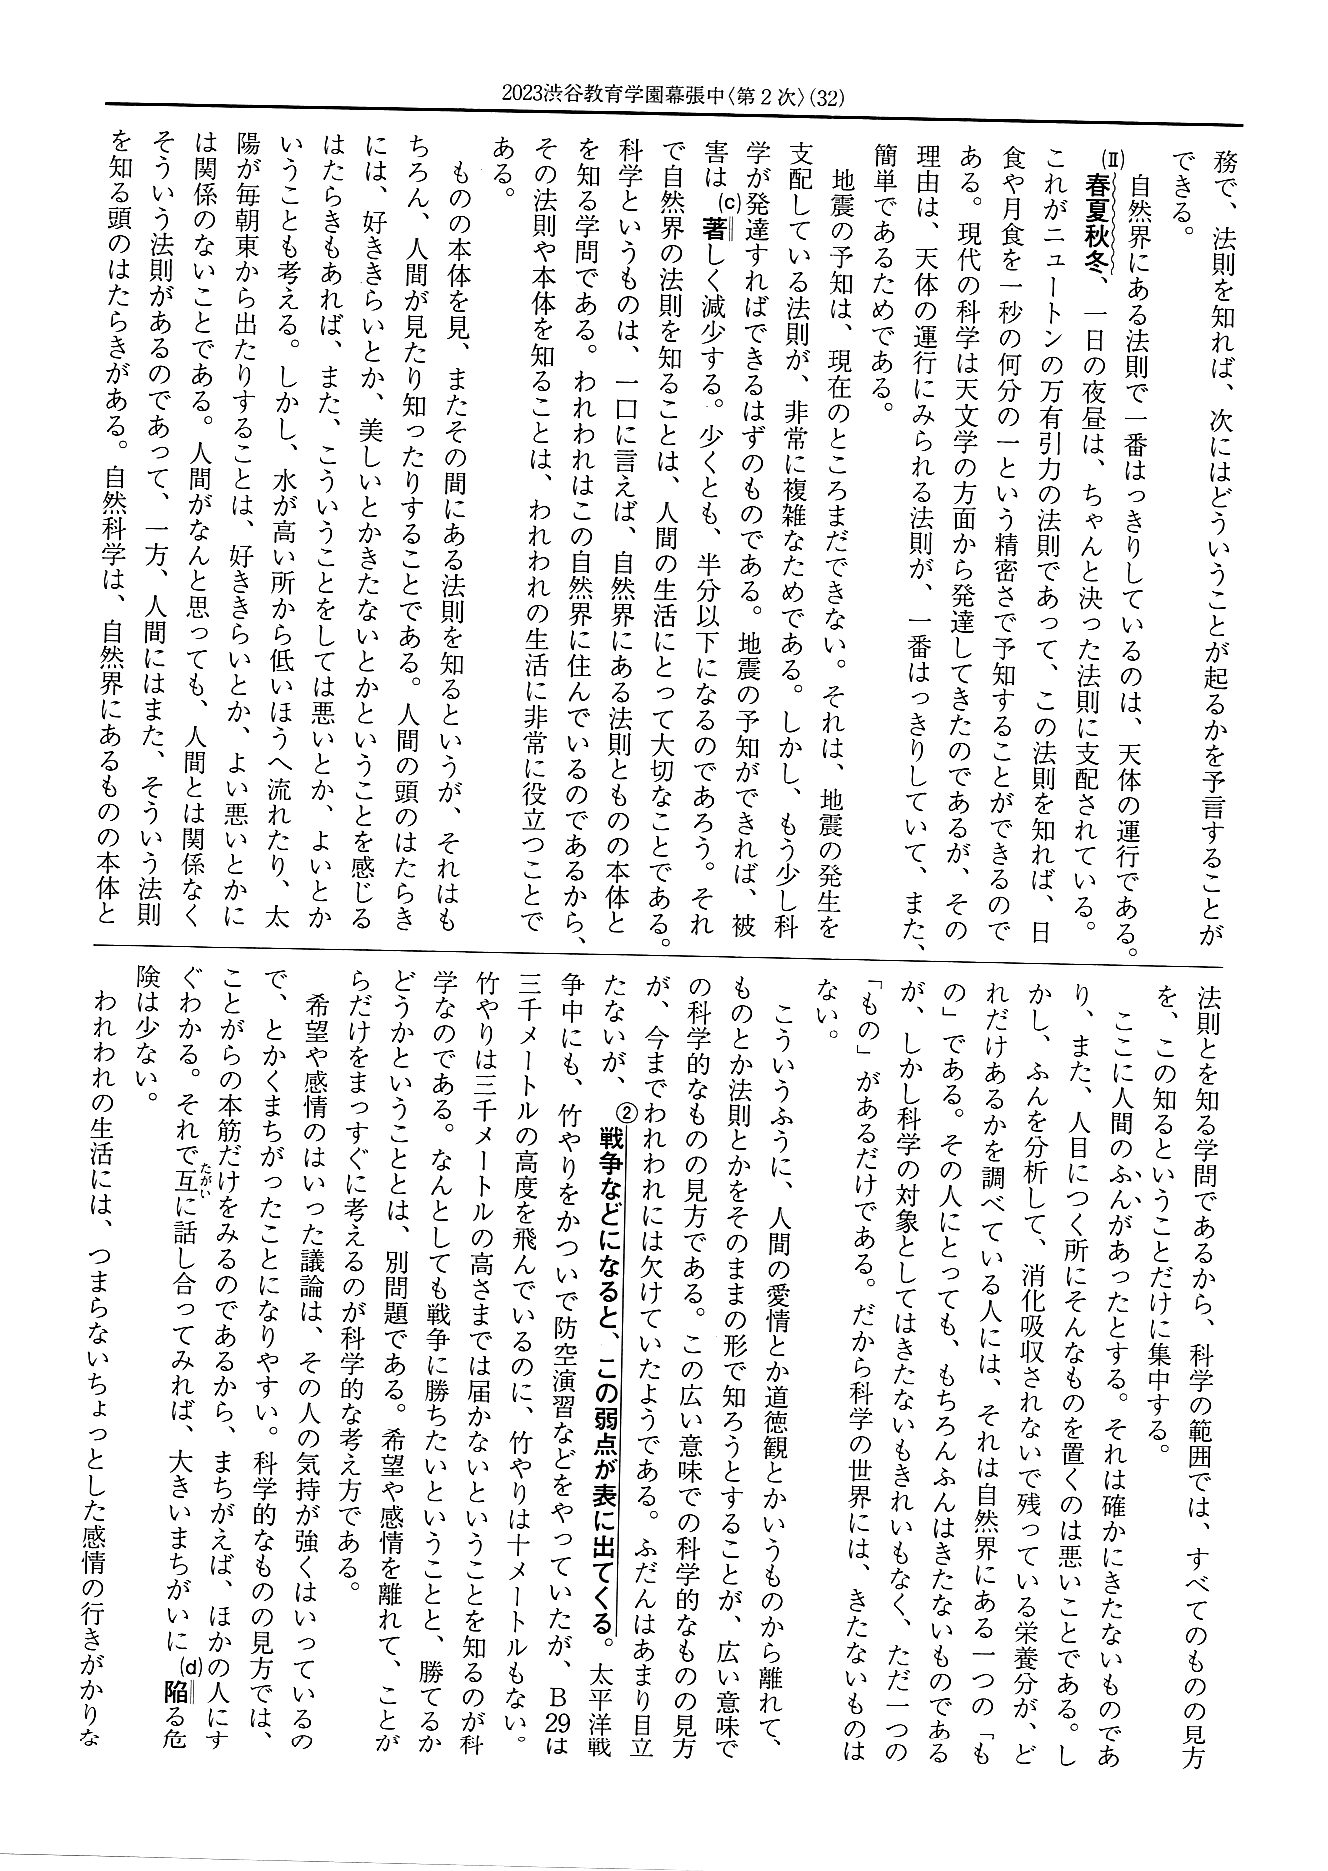 2023渋谷教育学園幕張中〈第２次〉(32)
務で、法則を知れば、次にはどういうことが起るかを予言することが
できる。
自然界にある法則で一番はっきりしているのは、天体の運行である。
(Ⅱ)春夏秋冬、一日の夜昼は、ちゃんと決った法則に支配されている。
これがニュートンの万有引力の法則であって、この法則を知れば、日
食や月食を一秒の何分の一という精密さで予知することができるので
ある。現代の科学は天文学の方面から発達してきたのであるが、その
理由は、天体の運行にみられる法則が、一番はっきりしていて、また、
簡単であるためである。
地震の予知は、現在のところまだできない。それは、地震の発生を
支配している法則が、非常に複雑なためである。しかし、もう少し科
学が発達すればできるはずのものである。地震の予知ができれば、被
害は(c)著しく減少する。少くとも、半分以下になるのであろう。それ
で自然界の法則を知ることは、人間の生活にとって大切なことである。
科学というものは、一口に言えば、自然界にある法則とものの本体と
を知る学問である。われわれはこの自然界に住んでいるのであるから、
その法則や本体を知ることは、われわれの生活に非常に役立つことで
ある。
ものの本体を見、またその間にある法則を知るというが、それはも
ちろん、人間が見たり知ったりすることである。人間の頭のはたらき
には、好ききらいとか、美しいとかきたないとかということを感じる
はたらきもあれば、また、こういうことをしては悪いとか、よいとか
いうことも考える。しかし、水が高い所から低いほうへ流れたり、太
陽が毎朝東から出たりすることは、好ききらいとか、よい悪いとかに
は関係のないことである。人間がなんと思っても、人間とは関係なく
そういう法則があるのであって、一方、人間にはまた、そういう法則
を知る頭のはたらきがある。自然科学は、自然界にあるものの本体と
法則とを知る学問であるから、科学の範囲では、すべてのものの見方
を、この知るということだけに集中する。
ここに人間のふんがあったとする。それは確かにきたないものであ
り、また、人目につく所にそんなものを置くのは悪いことである。し
かし、ふんを分析して、消化吸収されないで残っている栄養分が、ど
れだけあるかを調べている人には、それは自然界にある一つの「も
の」である。その人にとっても、もちろんふんはきたないものである
が、しかし科学の対象としてはきたないもきれいもなく、ただ一つの
「もの」があるだけである。だから科学の世界には、きたないものは
ない。
こういうふうに、人間の愛情とか道徳観とかいうものから離れて、
ものとか法則とかをそのままの形で知ろうとすることが、広い意味で
の科学的なものの見方である。この広い意味での科学的なものの見方
が、今までわれわれには欠けていたようである。ふだんはあまり目立
たないが、②戦争などになると、この弱点が表に出てくる。太平洋戦
争中にも、竹やりをかついで防空演習などをやっていたが、Ｂ29は
三千メートルの高度を飛んでいるのに、竹やりは十メートルもない。
竹やりは三千メートルの高さまでは届かないということを知るのが科
学なのである。なんとしても戦争に勝ちたいということと、勝てるか
どうかということとは、別問題である。希望や感情を離れて、ことが
らだけをまっすぐに考えるのが科学的な考え方である。
希望や感情のはいった議論は、その人の気持が強くはいっているの
で、とかくまちがったことになりやすい。科学的なものの見方では、
ことがらの本筋だけをみるのであるから、まちがえば、ほかの人にす
ぐわかる。それで互(たがい)に話し合ってみれば、大きいまちがいに(d)陥る危
険は少ない。
われわれの生活には、つまらないちょっとした感情の行きがかりな